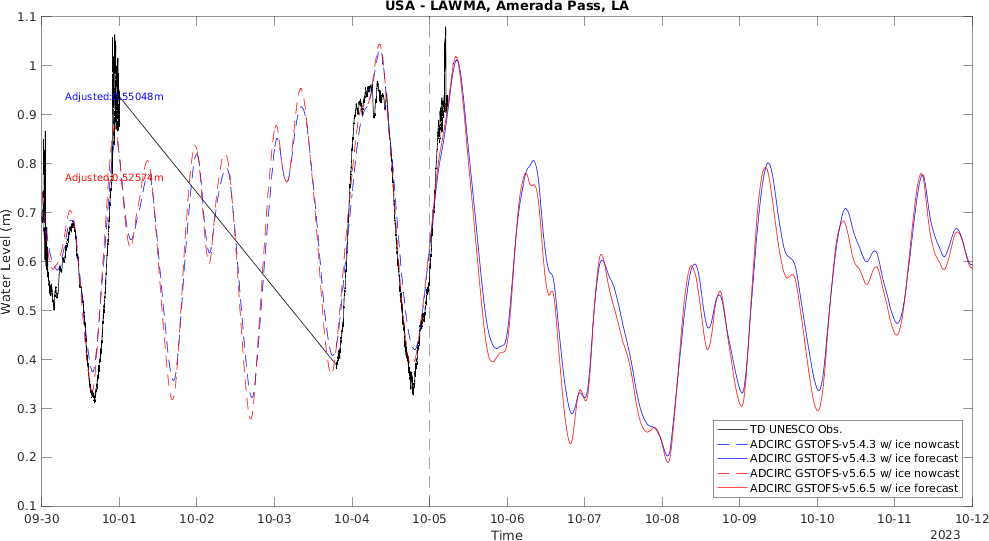 USA - LAWMA, Amerada Pass, LA
1.1
1
0.9
0.8
0.7
0.6
0.5
0.4
0.3
0.2
0.1
Water Level (m)
Adjusted:0.55048m
Adjusted:0.52574m
TD UNESCO Obs.
ADCIRC GSTOFS-v5.4.3 w/ ice nowcast
ADCIRC GSTOFS-v5.4.3 w/ ice forecast
ADCIRC GSTOFS-v5.6.5 w/ ice nowcast
ADCIRC GSTOFS-v5.6.5 w/ ice forecast
09-30 10-01 10-02 10-03 10-04 10-05 10-06 10-07 10-08 10-09 10-10 10-11 10-12
Time
2023